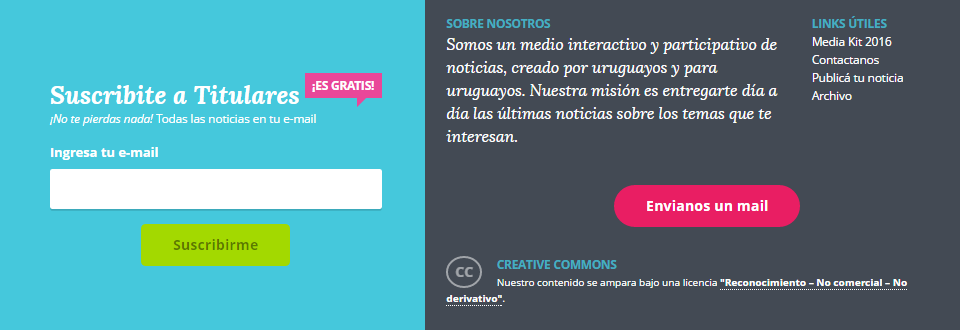 Suscribite a Titulares
¡ES GRATIS!
¡No te pierdas nada! Todas las noticias en tu e-mail
Ingresa tu e-mail
Suscribirme
SOBRE NOSOTROS
Somos un medio interactivo y participativo de
noticias, creado por uruguayos y para
uruguayos. Nuestra misión es entregarte día a
día las últimas noticias sobre los temas que te
interesan.
LINKS ÚTILES
Media Kit 2016
Contactanos
Publicá tu noticia
Archivo
Envianos un mail
CC
CREATIVE COMMONS
Nuestro contenido se ampara bajo una licencia "Reconocimiento – No comercial – No
derivativo".